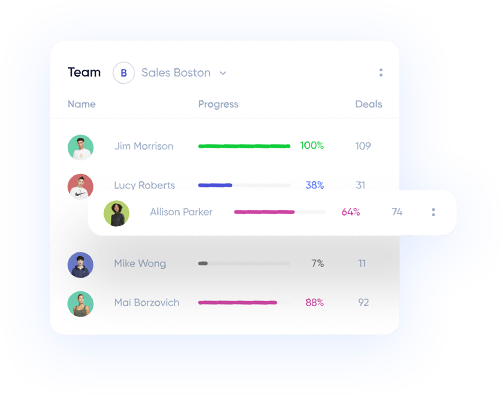 Team B Sales Boston
Name Progress Deals
Jim Morrison 100% 109
Lucy Roberts 38% 31
Allison Parker 64% 74
Mike Wong 7% 11
Mai Borzovich 88% 92